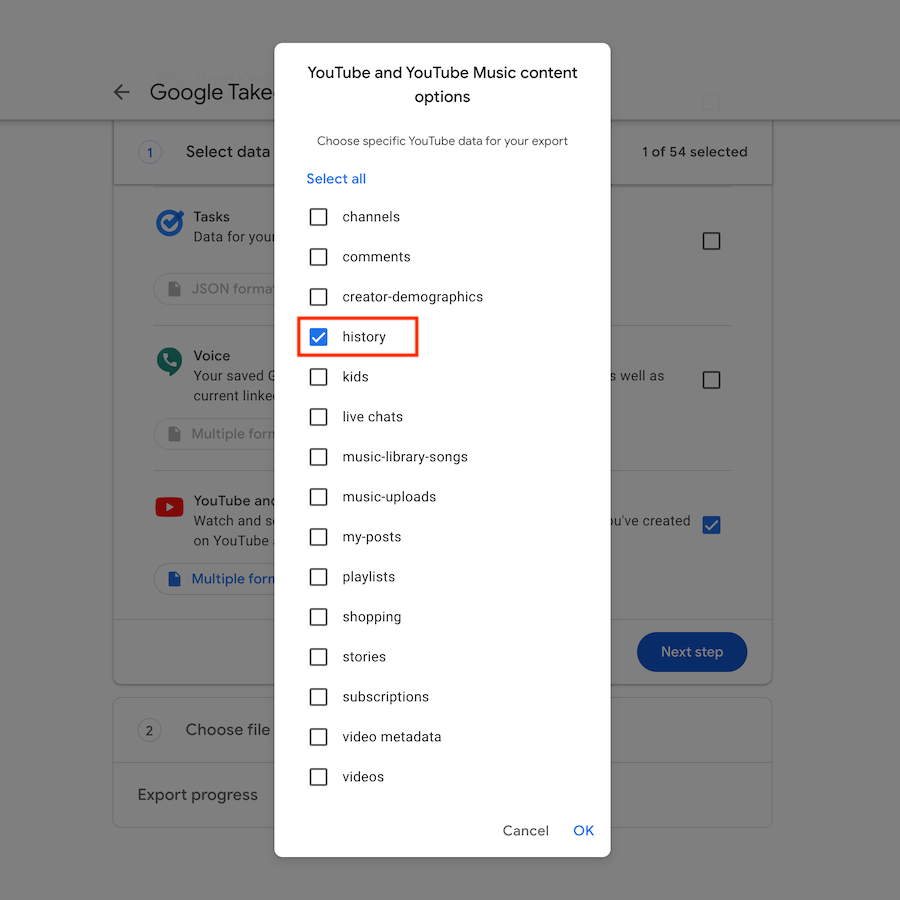 YouTube and YouTube Music content
options
Google Take
Choose specific YouTube data for your export
1
Select data
1 of 54 selected
Select all
channels
comments
creator-demographics
history
kids
live chats
music-library-songs
music-uploads
my-posts
playlists
shopping
stories
subscriptions
video metadata
videos
Cancel
OK
Tasks
Data for your
JSON forma
Voice
Your saved G
s well as
current linke
Multiple form
YouTube and
Watch and se
ou've created
on YouTube a
Multiple form
Next step
2
Choose file
Export progress